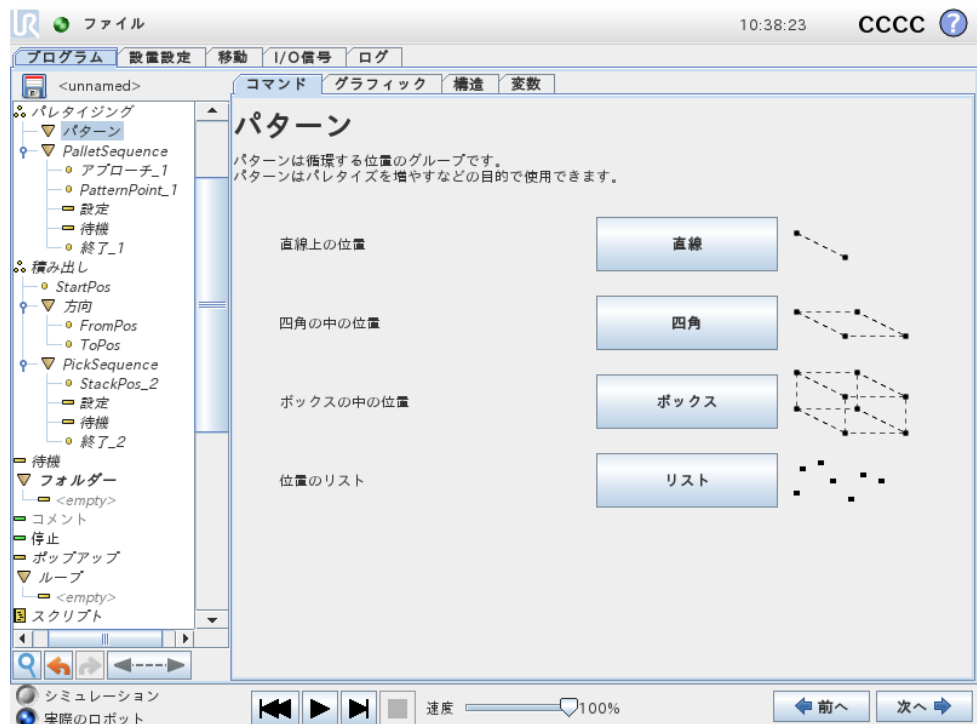 UR ファイル 10:38:23 CCCC ?
プログラム 設置設定 移動 I/O信号 ログ
<unnamed>
コマンド グラフィック 構造 変数
パレタイジング
パターン
PalletSequence
アプローチ_1
PatternPoint_1
設定
待機
終了_1
積み出し
StartPos
方向
FromPos
ToPos
PickSequence
StackPos_2
設定
待機
終了_2
待機
フォルダー
<empty>
コメント
停止
ポップアップ
ループ
<empty>
スクリプト
パターン
パターンは循環する位置のグループです。
パターンはパレタイズを増やすなどの目的で使用できます。
直線上の位置 直線
四角の中の位置 四角
ボックスの中の位置 ボックス
位置のリスト リスト
シミュレーション
実際のロボット
速度 100%
前へ 次へ